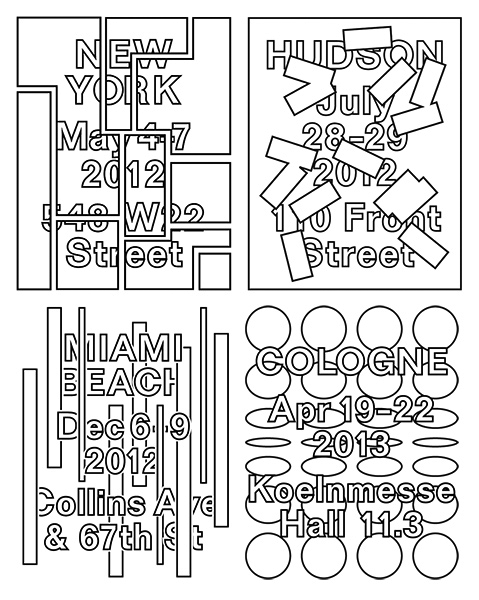 NEW
YORK
May 4-7
2012
548 W22
Street
HUDSON
July
28-29
2012
110 Front
Street
MIAMI
BEACH
Dec 6-9
2012
Collins Ave
& 67th St
COLOGNE
Apr 19-22
2013
Koelnmesse
Hall 11.3